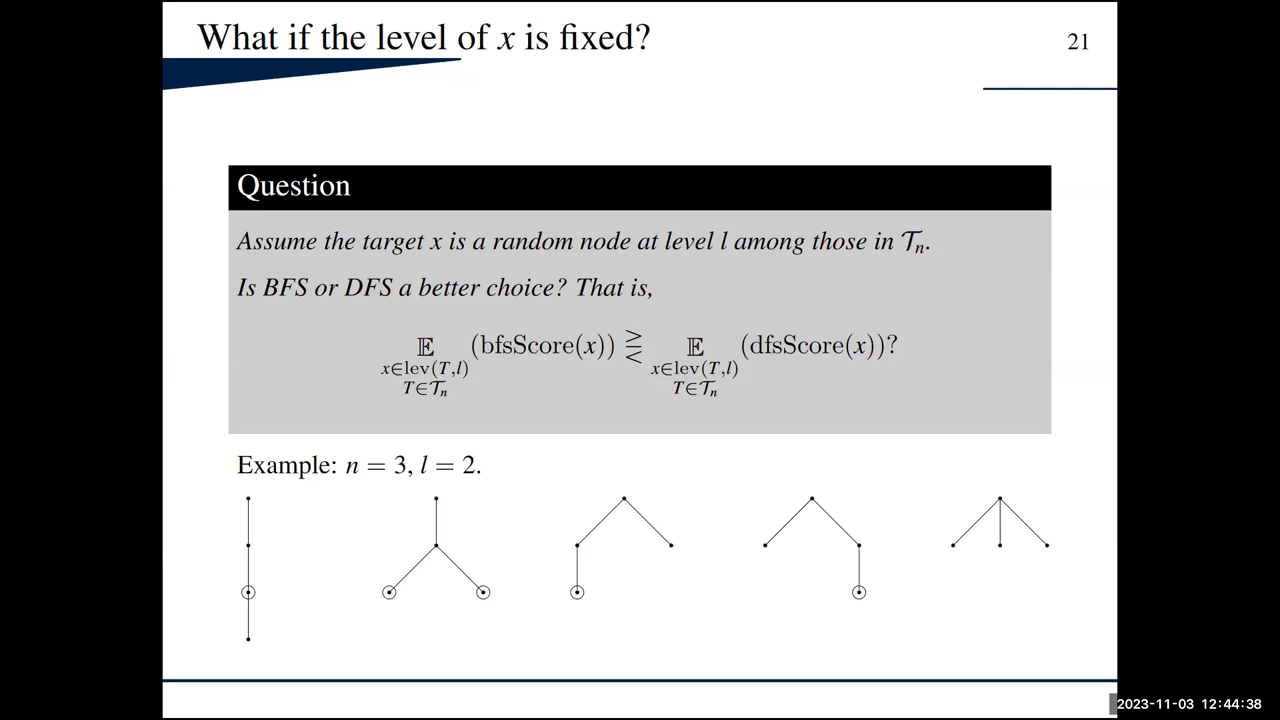 What if the level of x is fixed?
21
Question
Assume the target x is a random node at level l among those in 𝒯ₙ.
Is BFS or DFS a better choice? That is,
𝔼 (bfsScore(x)) ⋛ 𝔼 (dfsScore(x))?
x∈lev(T,l) x∈lev(T,l)
T∈𝒯ₙ T∈𝒯ₙ
Example: n = 3, l = 2.
2023-11-03 12:44:38